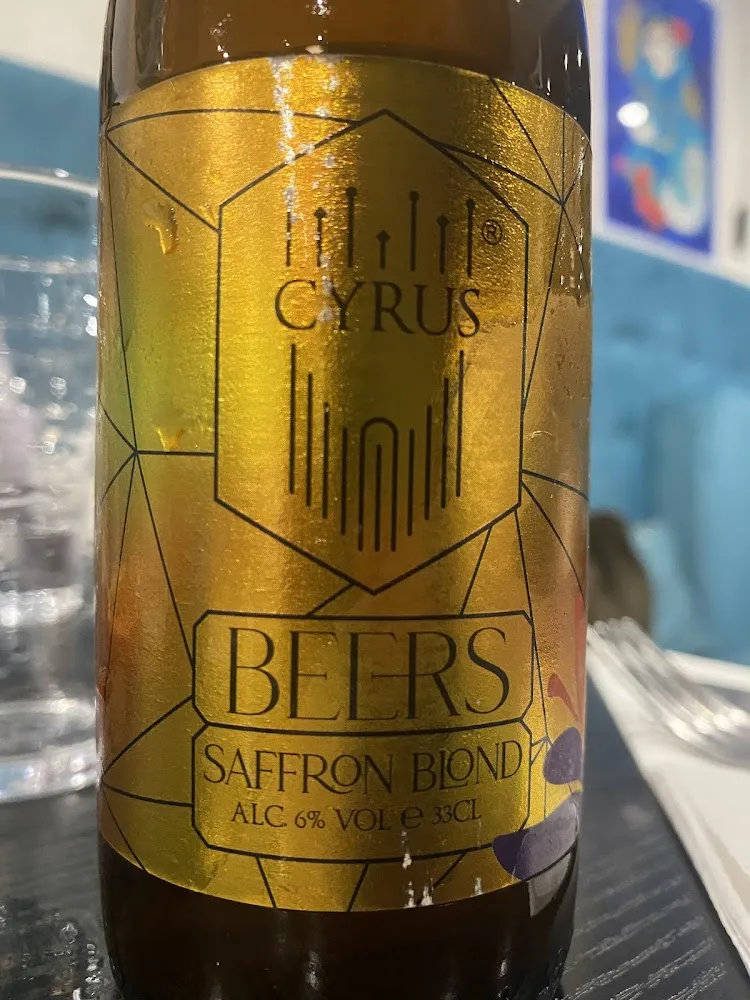 CYRUS®
BEERS
SAFFRON BLOND
ALC. 6% VOL ℮ 33CL